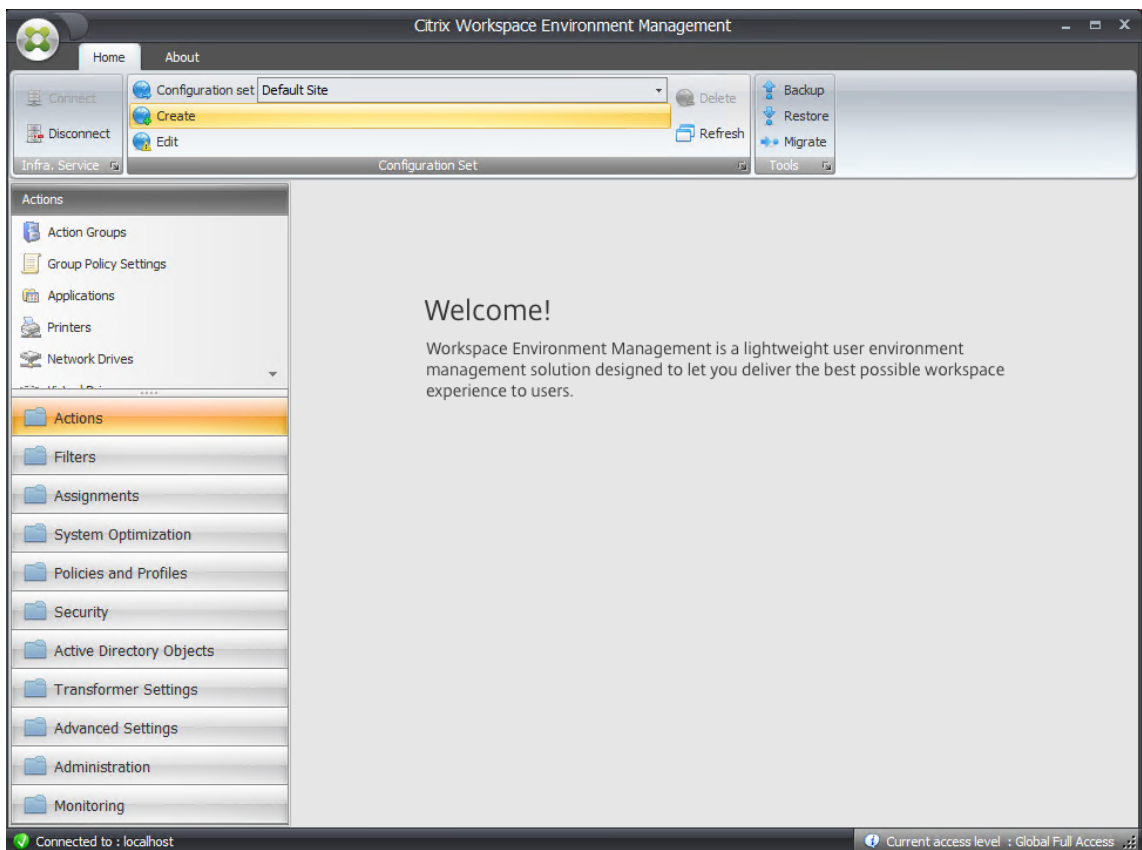 Citrix Workspace Environment Management
Home About
Connect
Disconnect
Infra. Service
Configuration set Default Site
Create
Edit
Delete
Refresh
Configuration Set
Backup
Restore
Migrate
Tools
Actions
Action Groups
Group Policy Settings
Applications
Printers
Network Drives
Actions
Filters
Assignments
System Optimization
Policies and Profiles
Security
Active Directory Objects
Transformer Settings
Advanced Settings
Administration
Monitoring
Welcome!
Workspace Environment Management is a lightweight user environment
management solution designed to let you deliver the best possible workspace
experience to users.
Connected to : localhost
Current access level : Global Full Access